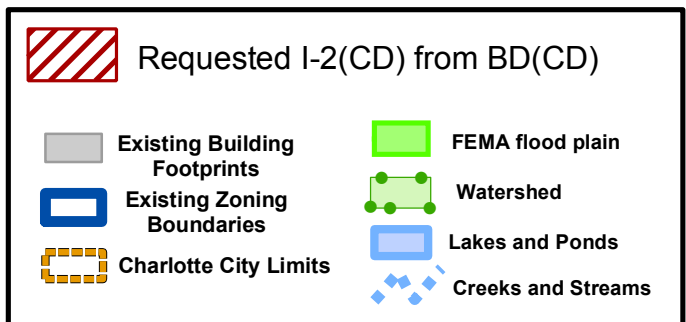 Requested I-2(CD) from BD(CD)
Existing Building
Footprints
Existing Zoning
Boundaries
Charlotte City Limits
FEMA flood plain
Watershed
Lakes and Ponds
Creeks and Streams